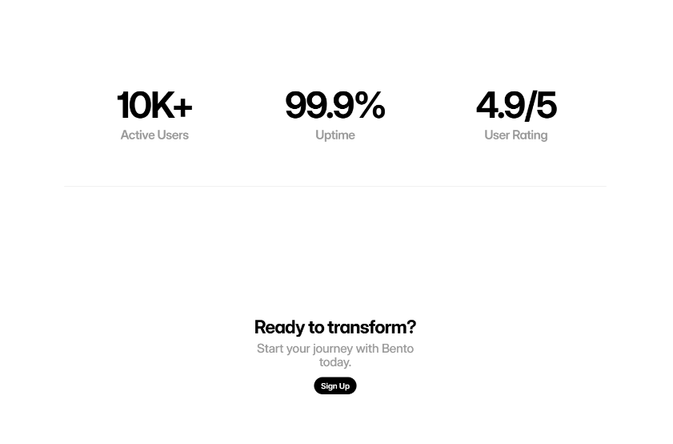 10K+ 99.9% 4.9/5
Active Users Uptime User Rating
Ready to transform?
Start your journey with Bento
today.
Sign Up